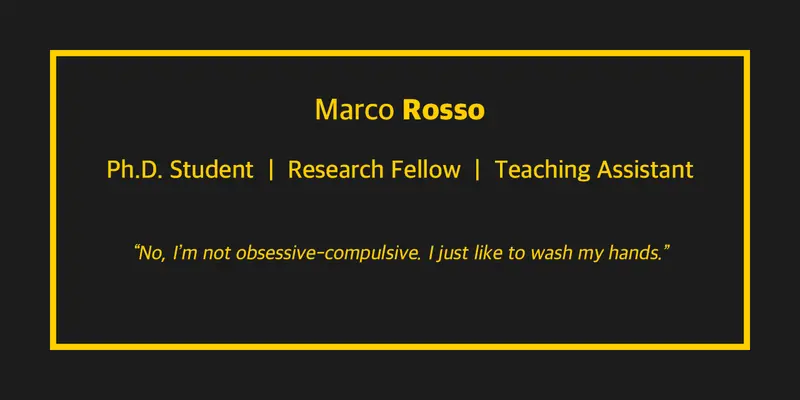 Marco Rosso
Ph.D. Student | Research Fellow | Teaching Assistant
“No, I’m not obsessive-compulsive. I just like to wash my hands.”